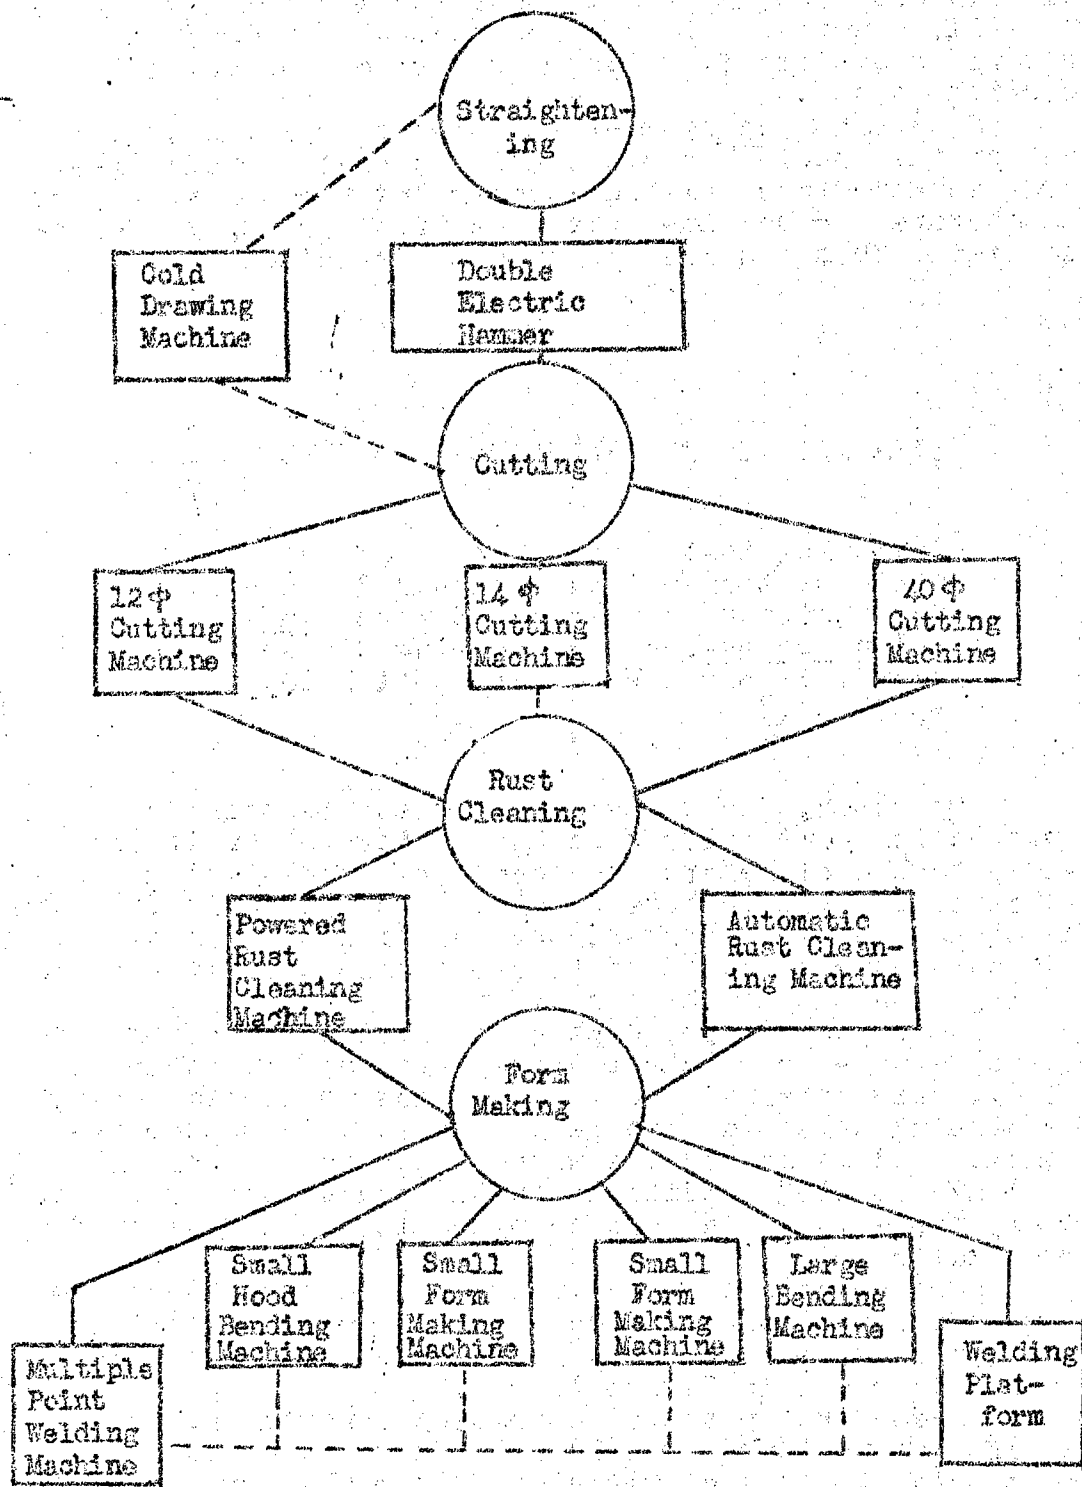 Straighten-
ing
Cold
Drawing
Machine
Double
Electric
Hammer
Cutting
12 ф
Cutting
Machine
14 ф
Cutting
Machine
40 ф
Cutting
Machine
Rust
Cleaning
Powered
Rust
Cleaning
Machine
Automatic
Rust Clean-
ing Machine
Form
Making
Multiple
Point
Welding
Machine
Small
Hood
Bending
Machine
Small
Form
Making
Machine
Small
Form
Making
Machine
Large
Bending
Machine
Welding
Plat-
form